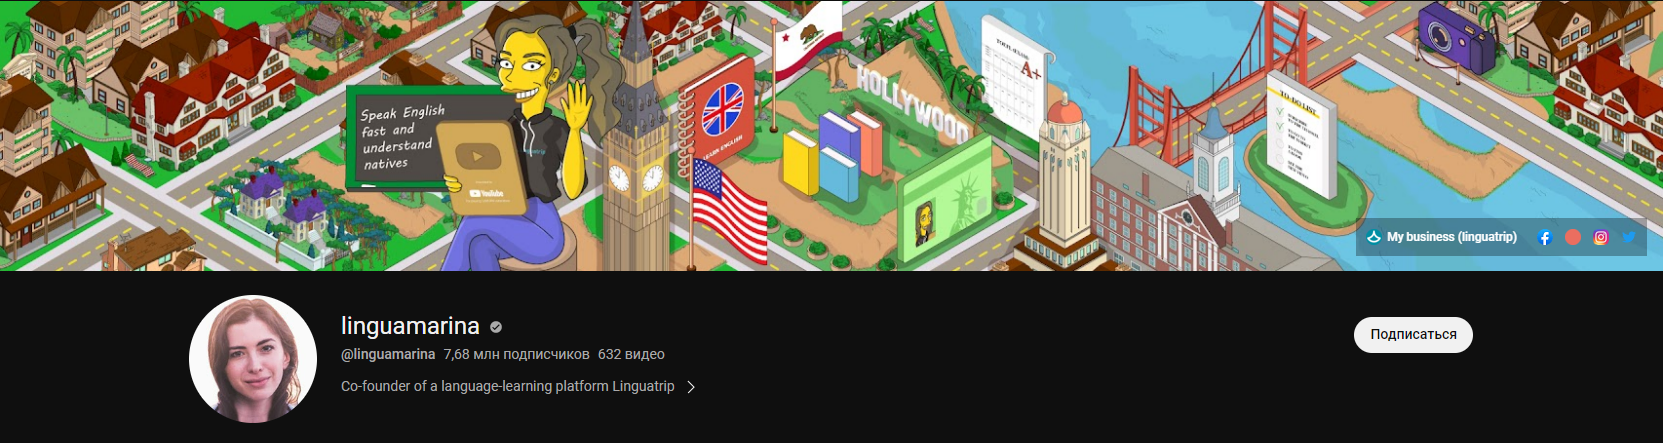 Speak English
fast and
understand
natives
YouTube
LEARN ENGLISH
HOLLYWOOD
A+
TO-DO LIST
My business (linguatrip)
linguamarina
@linguamarina 7,68 млн подписчиков 632 видео
Co-founder of a language-learning platform Linguatrip
Подписаться